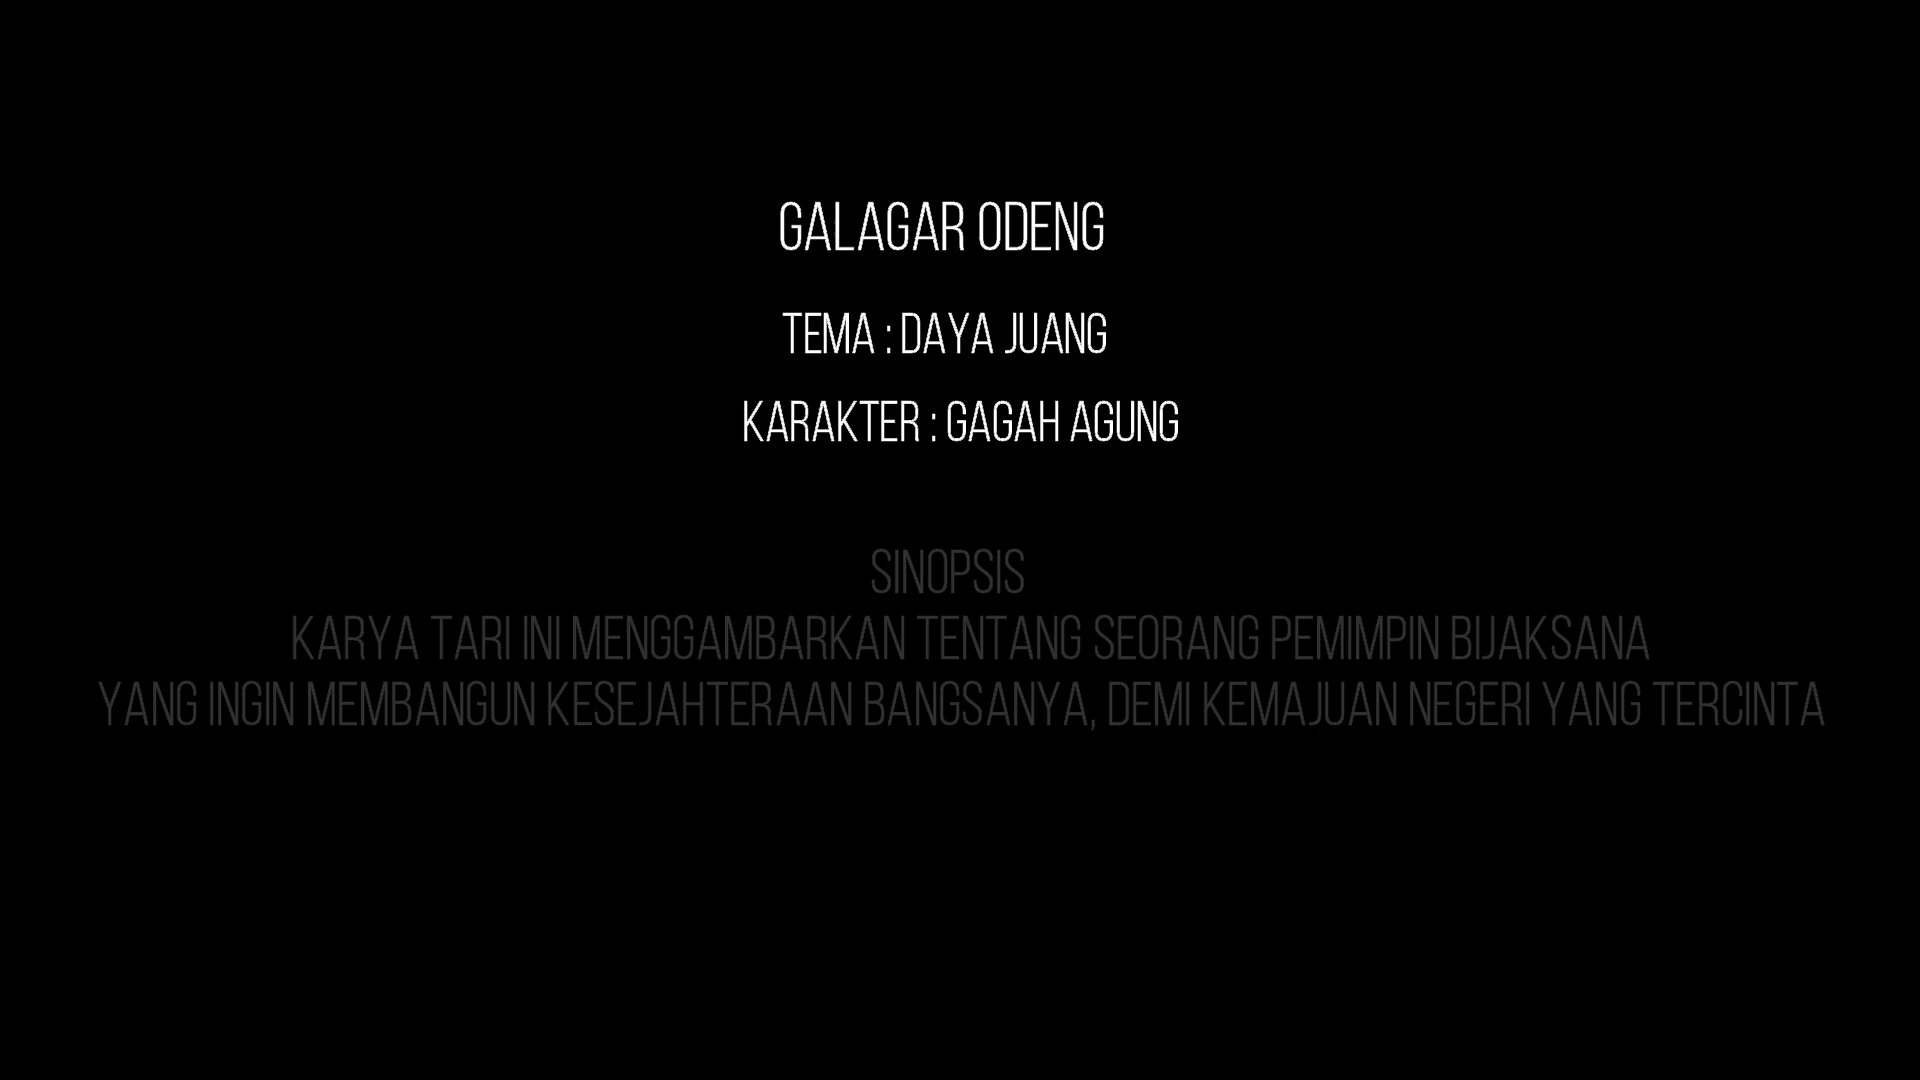 GALAGAR ODENG
TEMA : DAYA JUANG
KARAKTER : GAGAH AGUNG
SINOPSIS
KARYA TARI INI MENGGAMBARKAN TENTANG SEORANG PEMIMPIN BIJAKSANA
YANG INGIN MEMBANGUN KESEJAHTERAAN BANGSANYA, DEMI KEMAJUAN NEGERI YANG TERCINTA